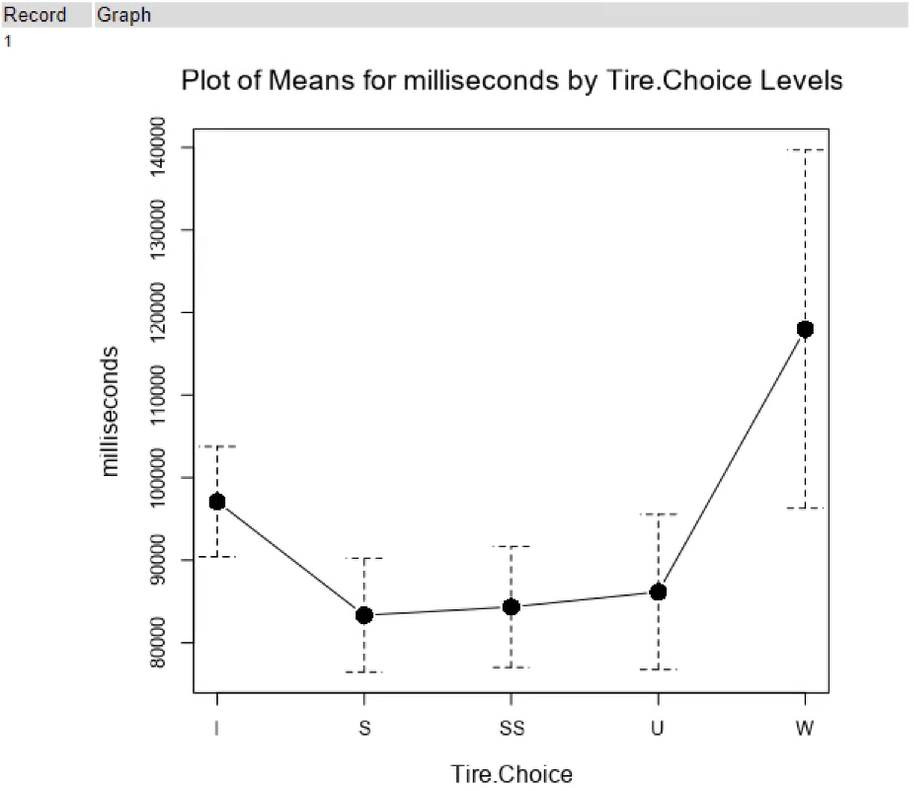 Record Graph
1
Plot of Means for milliseconds by Tire.Choice Levels
140000
130000
120000
110000
100000
90000
80000
milliseconds
I S SS U W
Tire.Choice